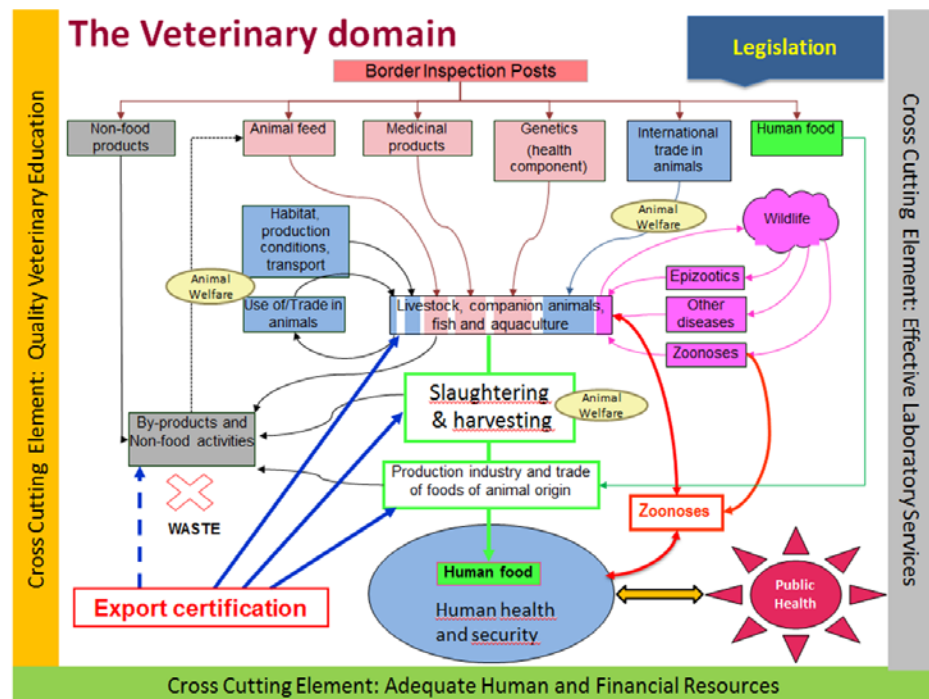 The Veterinary domain
Legislation
Border Inspection Posts
Non-food
products
Animal feed
Medicinal
products
Genetics
(health
component)
International
trade in
animals
Human food
Habitat,
production
conditions,
transport
Animal
Welfare
Wildlife
Animal
Welfare
Use of/Trade in
animals
Livestock, companion animals,
fish and aquaculture
Epizootics
Other
diseases
Zoonoses
Slaughtering
& harvesting
Animal
Welfare
By-products and
Non-food activities
Production industry and trade
of foods of animal origin
WASTE
Zoonoses
Human food
Human health
and security
Public
Health
Export certification
Cross Cutting Element: Quality Veterinary Education
Cross Cutting Element: Effective Laboratory Services
Cross Cutting Element: Adequate Human and Financial Resources